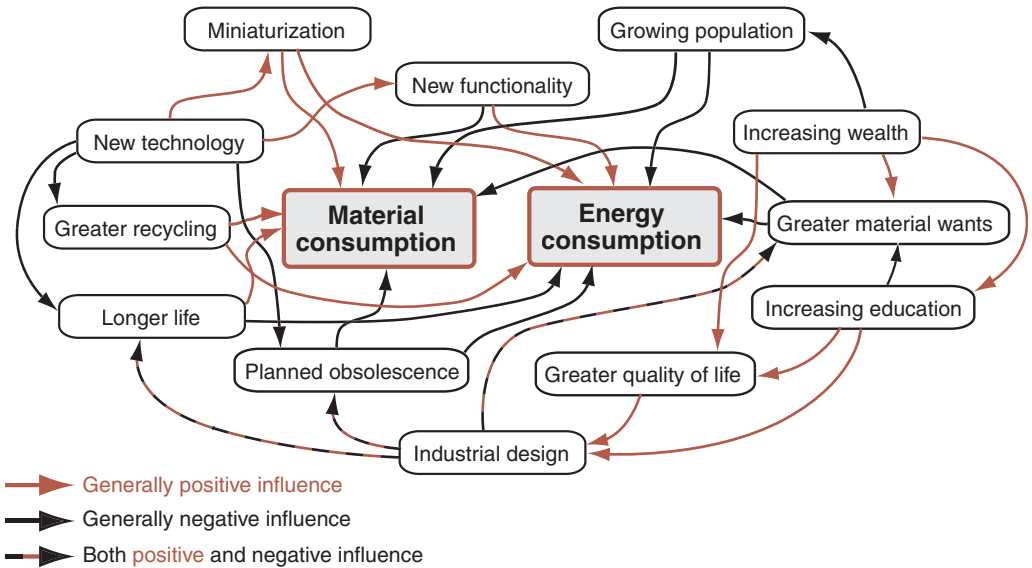 Miniaturization
Growing population
New functionality
New technology
Increasing wealth
Material
consumption
Energy
consumption
Greater recycling
Greater material wants
Longer life
Increasing education
Planned obsolescence
Greater quality of life
Industrial design
Generally positive influence
Generally negative influence
Both positive and negative influence